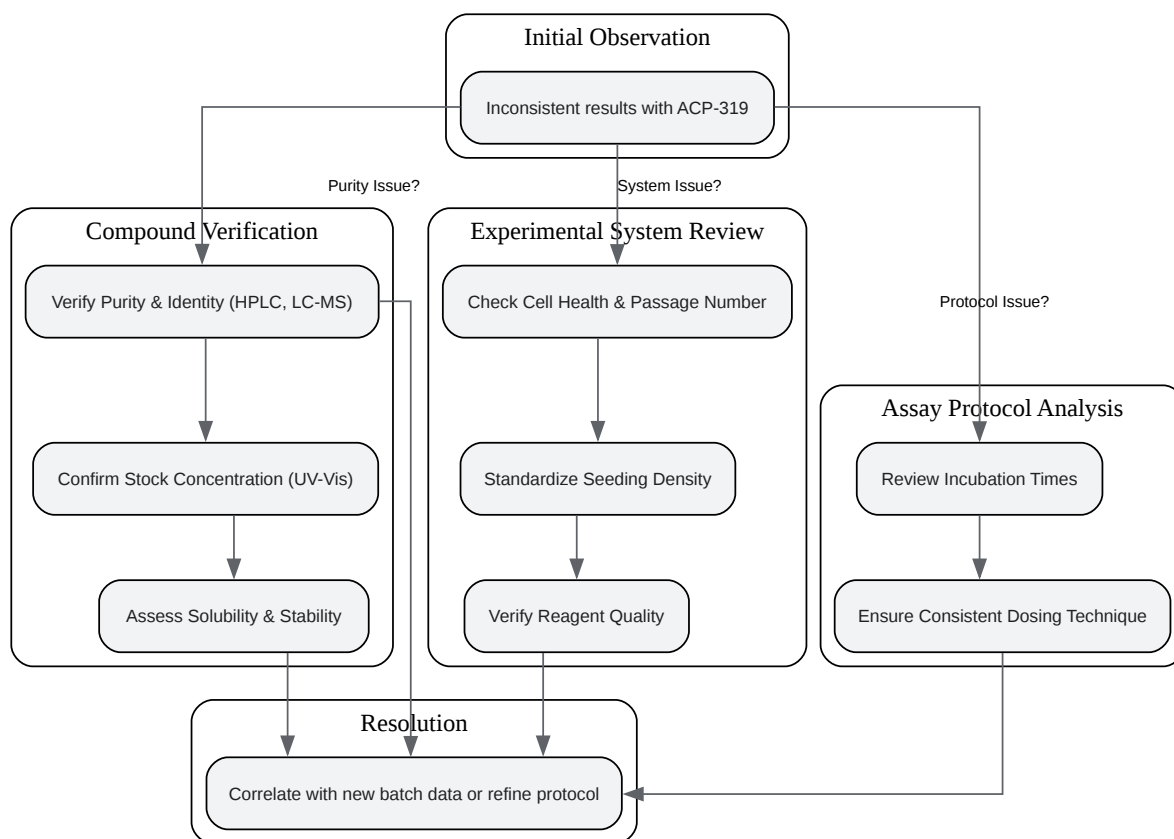 Initial Observation
Inconsistent results with ACP-319
Purity Issue?
System Issue?
Compound Verification
Experimental System Review
Verify Purity & Identity (HPLC, LC-MS)
Check Cell Health & Passage Number
Protocol Issue?
Assay Protocol Analysis
Confirm Stock Concentration (UV-Vis)
Standardize Seeding Density
Review Incubation Times
Assess Solubility & Stability
Verify Reagent Quality
Ensure Consistent Dosing Technique
Resolution
Correlate with new batch data or refine protocol